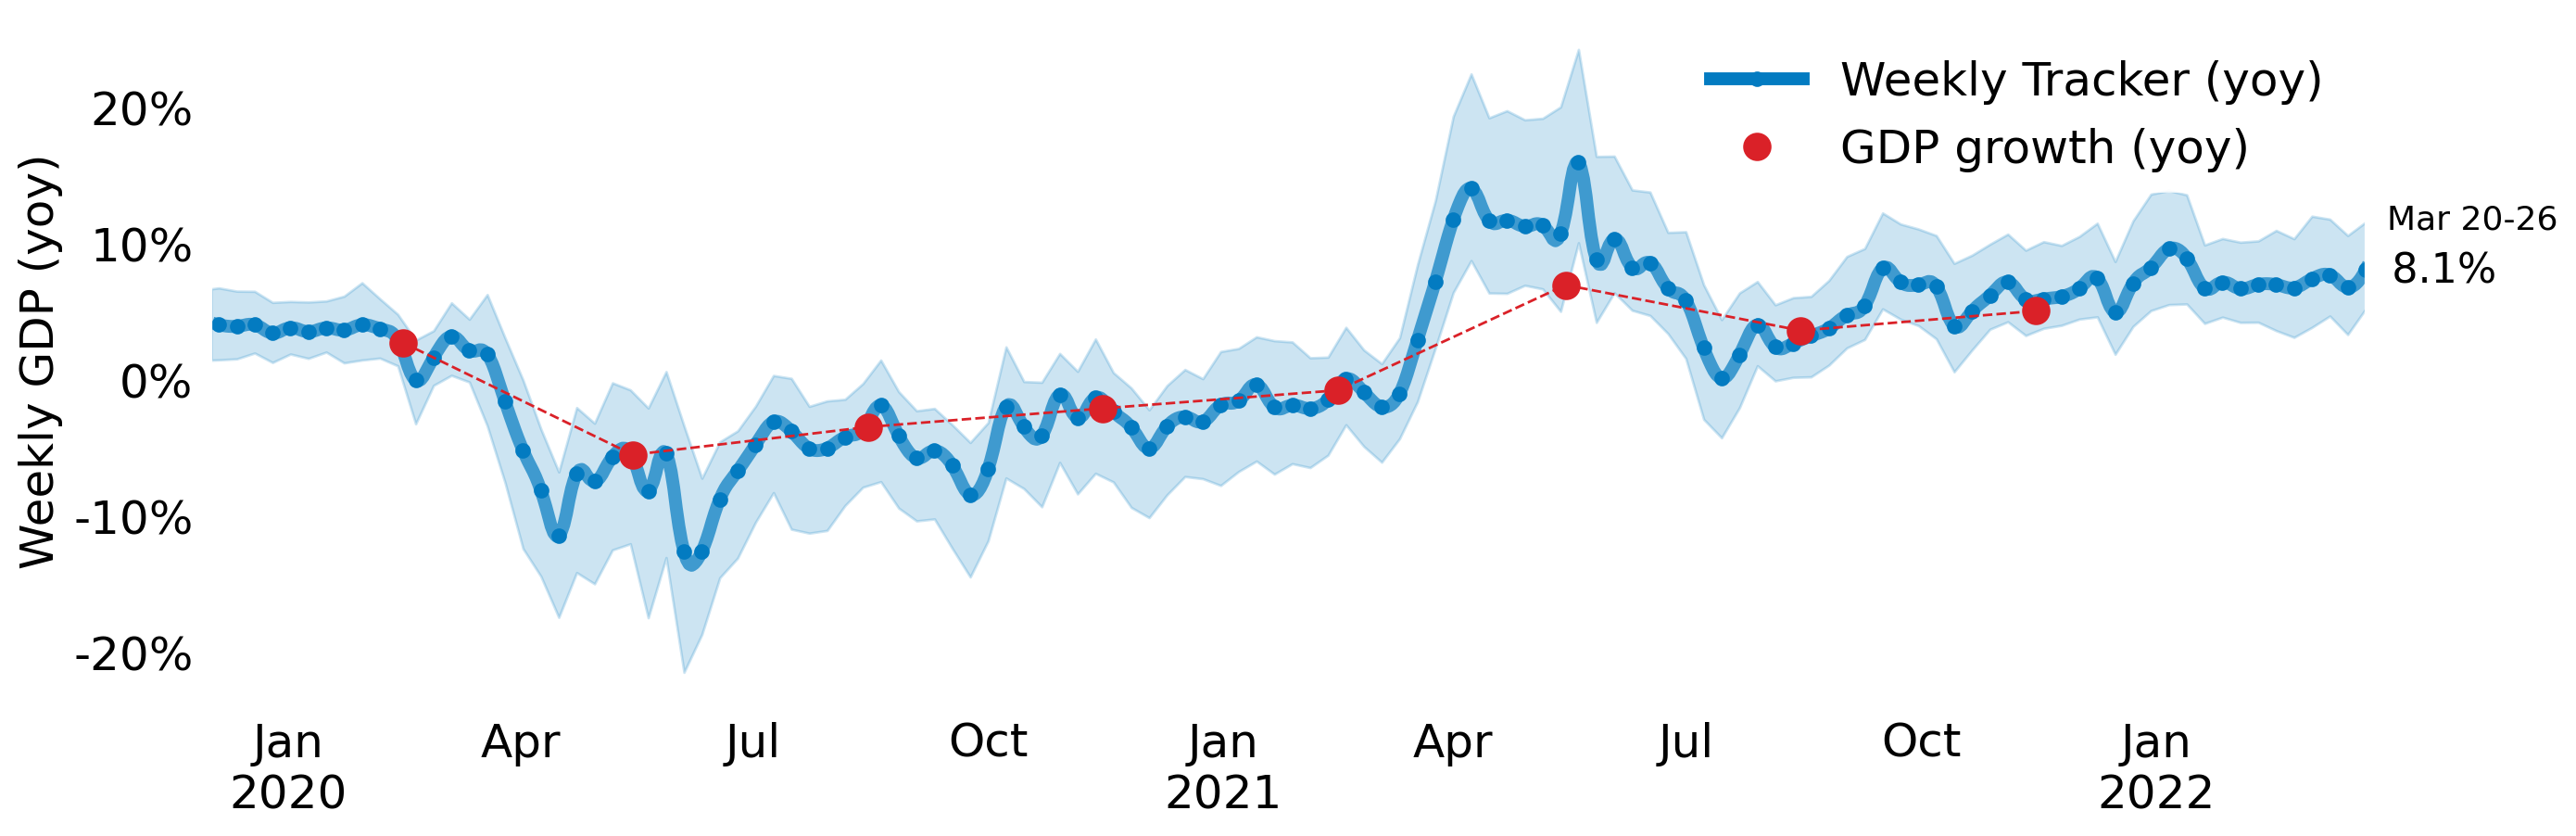 Weekly GDP (yoy)
20%
10%
0%
-10%
-20%
Weekly Tracker (yoy)
GDP growth (yoy)
Mar 20-26
8.1%
Jan Apr Jul Oct Jan Apr Jul Oct Jan
2020 2021 2022